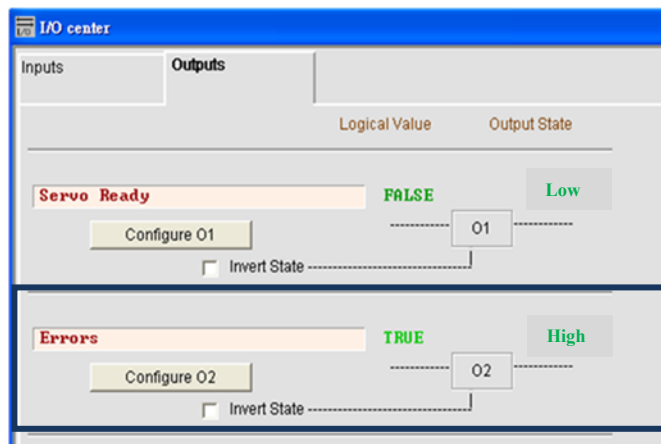 I/O center
Inputs Outputs
Logical Value Output State
Servo Ready FALSE Low
Configure O1 O1
Invert State
Errors TRUE High
Configure O2 O2
Invert State